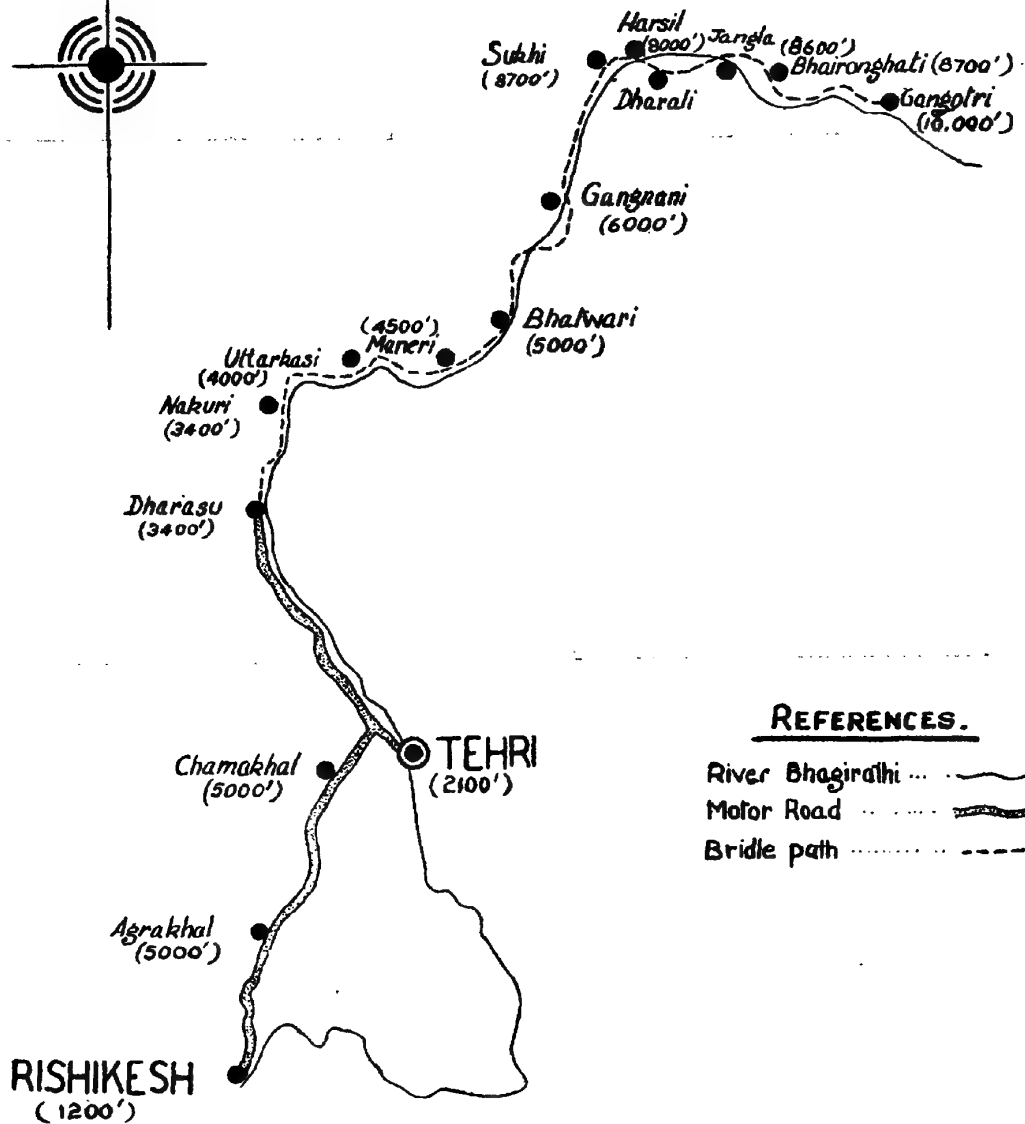 Harsil
(8000')
Jangla (8600')
Sukhi
(8700')
Bhaironghati (8700')
Dharali
Gangotri
(10.000')
Gangnani
(6000')
Bhatwari
(5000')
(4500')
Maneri
Uttarkasi
(4000')
Nakuri
(3400')
Dharasu
(3400')
TEHRI
(2100')
Chamakhal
(5000')
Agrakhal
(5000')
RISHIKESH
(1200')
REFERENCES.
River Bhagirathi
Motor Road
Bridle path